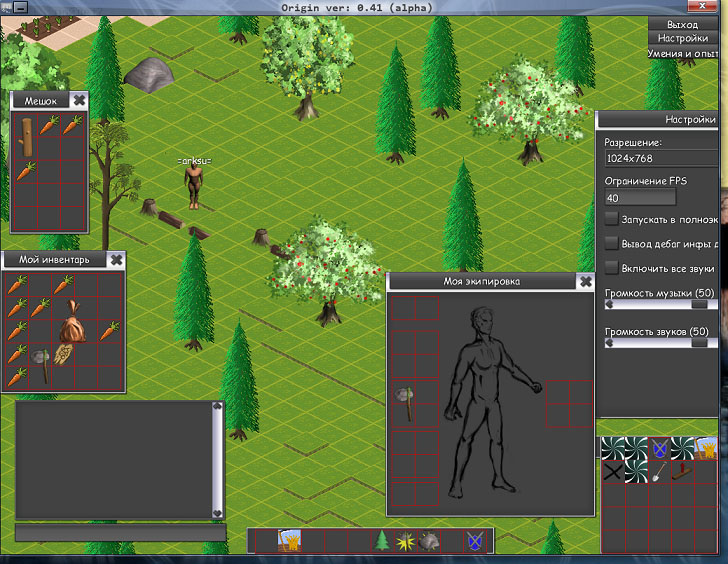 Origin ver: 0.41 (alpha)
Выход
Настройки
Умения и опыт
Мешок
=arksu=
Настройки
Разрешение:
1024x768
Ограничение FPS
40
Запускать в полноэк
Вывод дебаг инфы д
Включить все звуки
Громкость музыки (50)
Громкость звуков (50)
Мой инвентарь
Моя экипировка